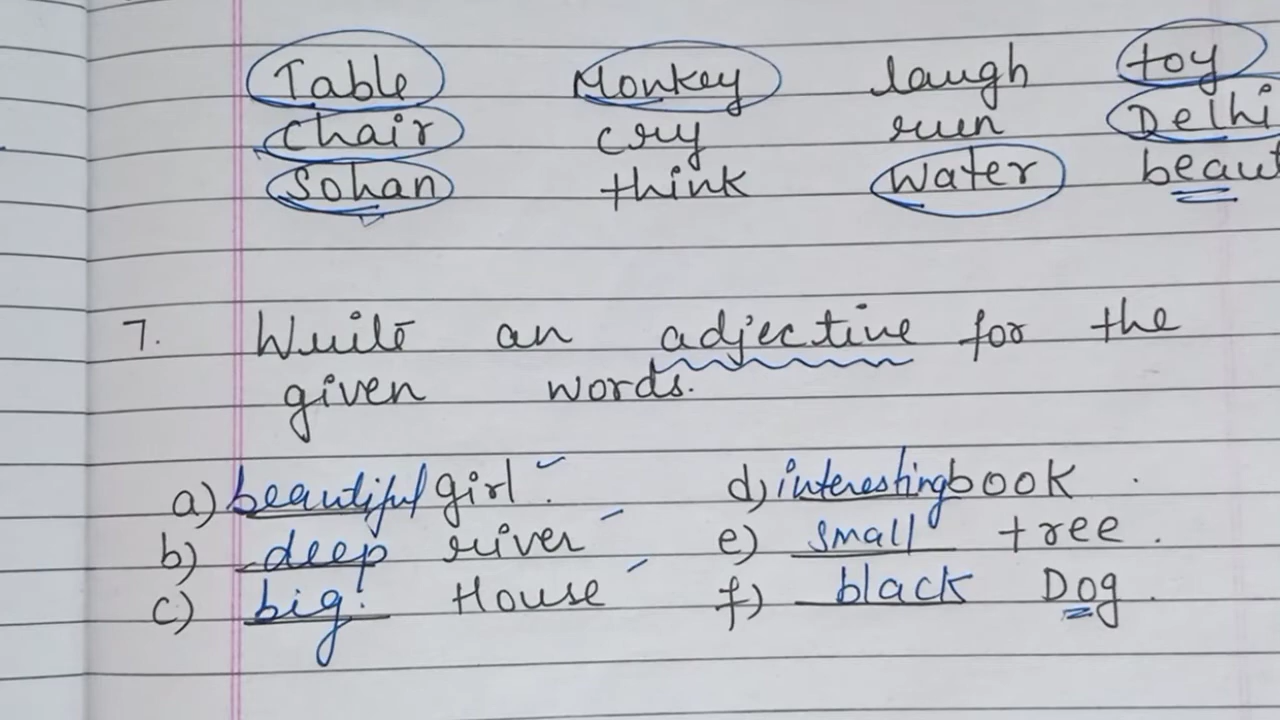 Table Monkey laugh toy
Chair cry run Delhi
Sohan think Water beaut
7. Write an adjective for the
given words.
a) beautiful girl. d) interesting book.
b) deep river e) small tree.
c) big House f) black Dog.